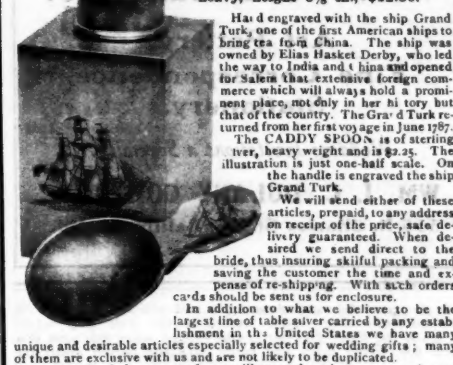 Hand engraved with the ship Grand
Turk, one of the first American ships to
bring tea from China. The ship was
owned by Elias Hasket Derby, who led
the way to India and China and opened
for Salem that extensive foreign com-
merce which will always hold a promi-
nent place, not only in her history but
that of the country. The Grand Turk re-
turned from her first voyage in June 1787.
The CADDY SPOON is of sterling
silver, heavy weight and is $2.25. The
illustration is just one-half scale. On
the handle is engraved the ship
Grand Turk.
We will send either of these
articles, prepaid, to any address
on receipt of the price, safe de-
livery guaranteed. When de-
sired we send direct to the
bride, thus insuring skilful packing and
saving the customer the time and ex-
pense of re-shipping. With such orders
cards should be sent us for enclosure.
In addition to what we believe to be the
largest line of table silver carried by any estab-
lishment in the United States we have many
unique and desirable articles especially selected for wedding gifts; many
of them are exclusive with us and are not likely to be duplicated.